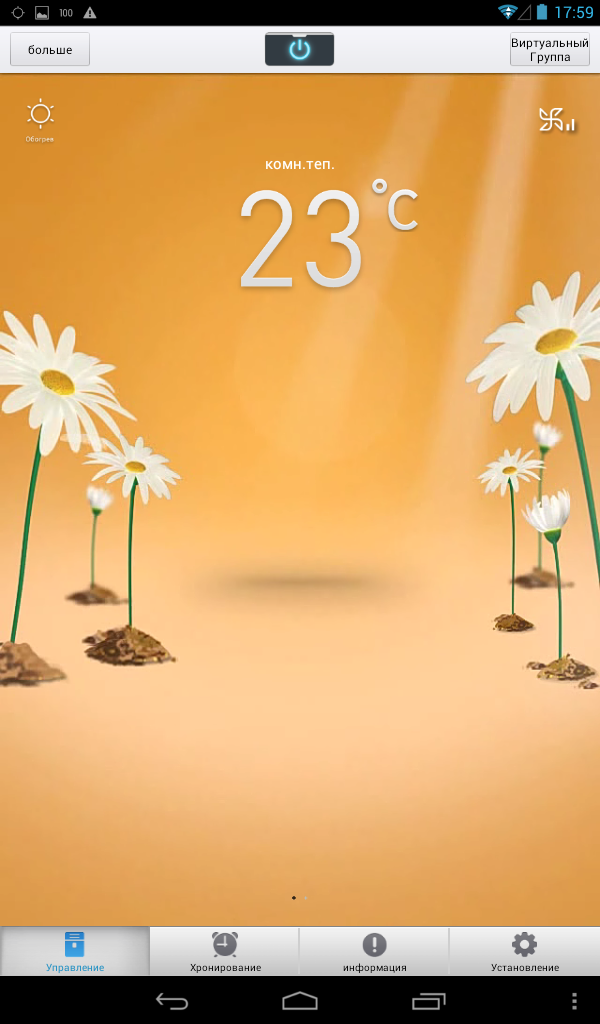 100
17:59
больше
Виртуальный
Группа
Обогрев
комн.теп.
23°C
Управление
Хронирование
информация
Установление